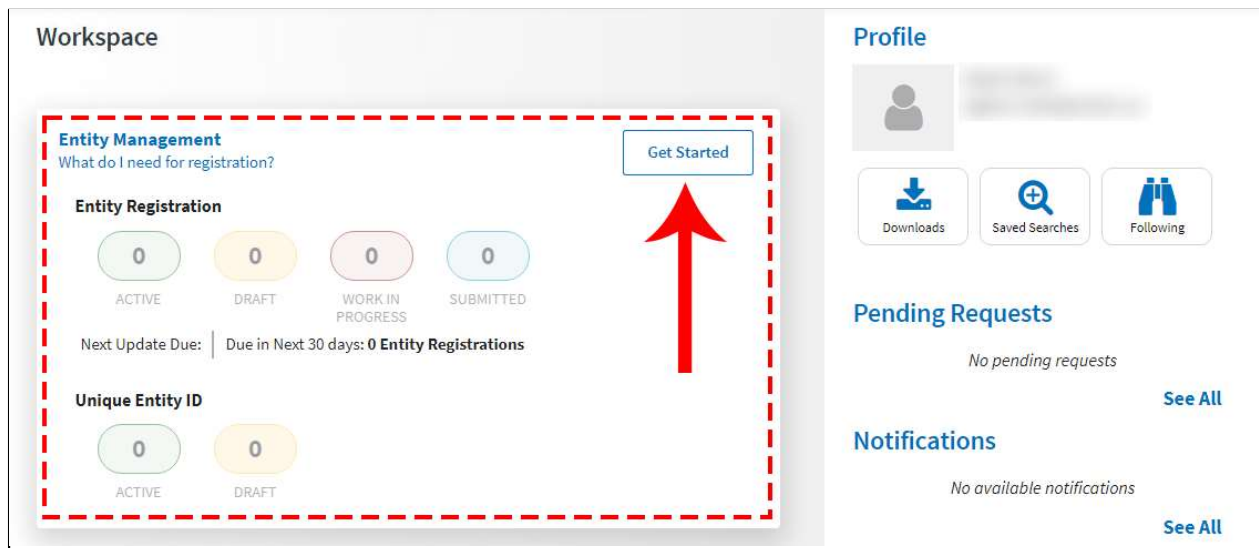 Workspace
Entity Management
What do I need for registration?
Get Started
Entity Registration
0 0 0 0
ACTIVE DRAFT WORK IN PROGRESS SUBMITTED
Next Update Due: Due in Next 30 days: 0 Entity Registrations
Unique Entity ID
0 0
ACTIVE DRAFT
Profile
Downloads Saved Searches Following
Pending Requests
No pending requests
See All
Notifications
No available notifications
See All